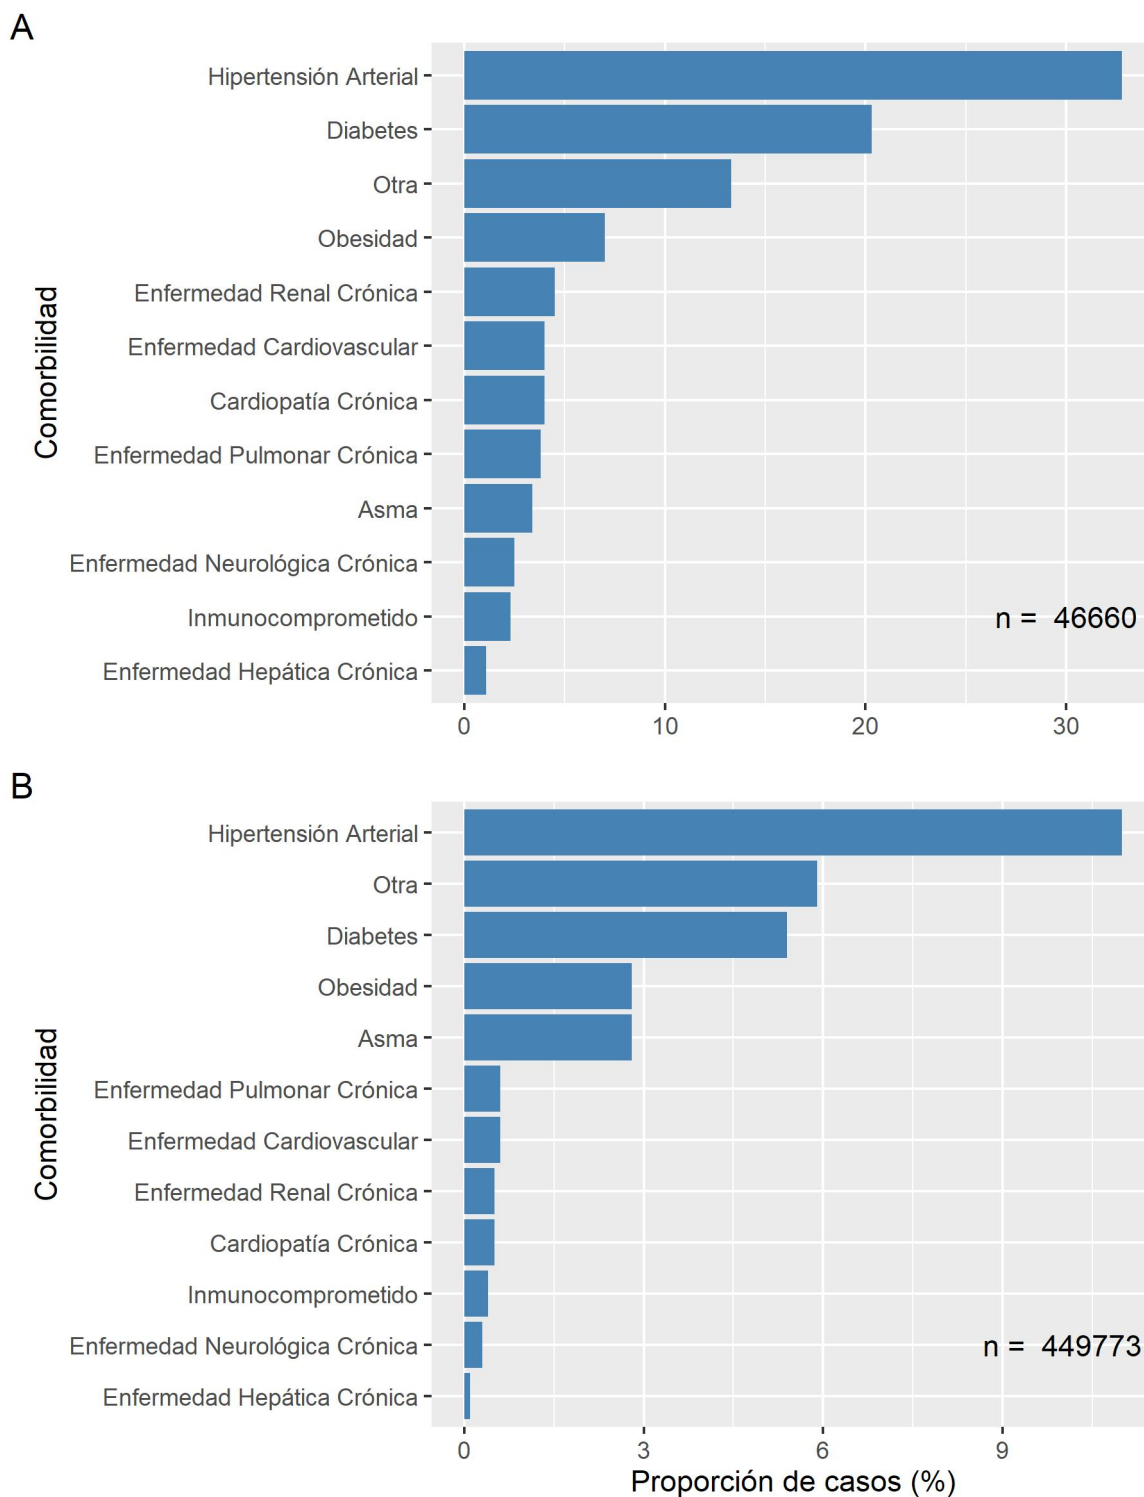 A
Hipertensión Arterial
Diabetes
Otra
Obesidad
Enfermedad Renal Crónica
Enfermedad Cardiovascular
Cardiopatía Crónica
Enfermedad Pulmonar Crónica
Asma
Enfermedad Neurológica Crónica
Inmunocomprometido
Enfermedad Hepática Crónica
Comorbilidad
n = 46660
0 10 20 30
B
Hipertensión Arterial
Otra
Diabetes
Obesidad
Asma
Enfermedad Pulmonar Crónica
Enfermedad Cardiovascular
Enfermedad Renal Crónica
Cardiopatía Crónica
Inmunocomprometido
Enfermedad Neurológica Crónica
Enfermedad Hepática Crónica
Comorbilidad
n = 449773
0 3 6 9
Proporción de casos (%)